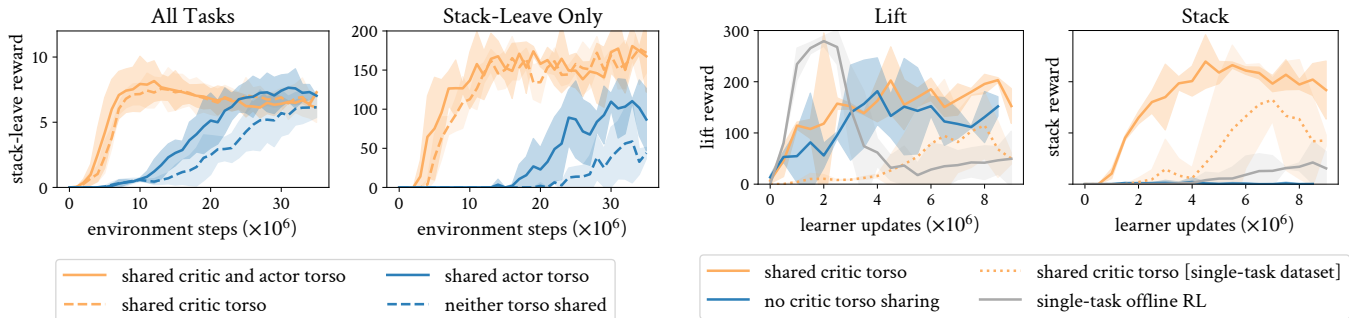 All Tasks
Stack-Leave Only
Lift
Stack
stack-leave reward
10
5
0
0
10
20
30
environment steps (×10⁶)
200
150
100
50
0
0
10
20
30
environment steps (×10⁶)
lift reward
300
200
100
0
0
2
4
6
8
learner updates (×10⁶)
stack reward
0
2
4
6
8
learner updates (×10⁶)
shared critic and actor torso
shared actor torso
shared critic torso
neither torso shared
shared critic torso
shared critic torso [single-task dataset]
no critic torso sharing
single-task offline RL